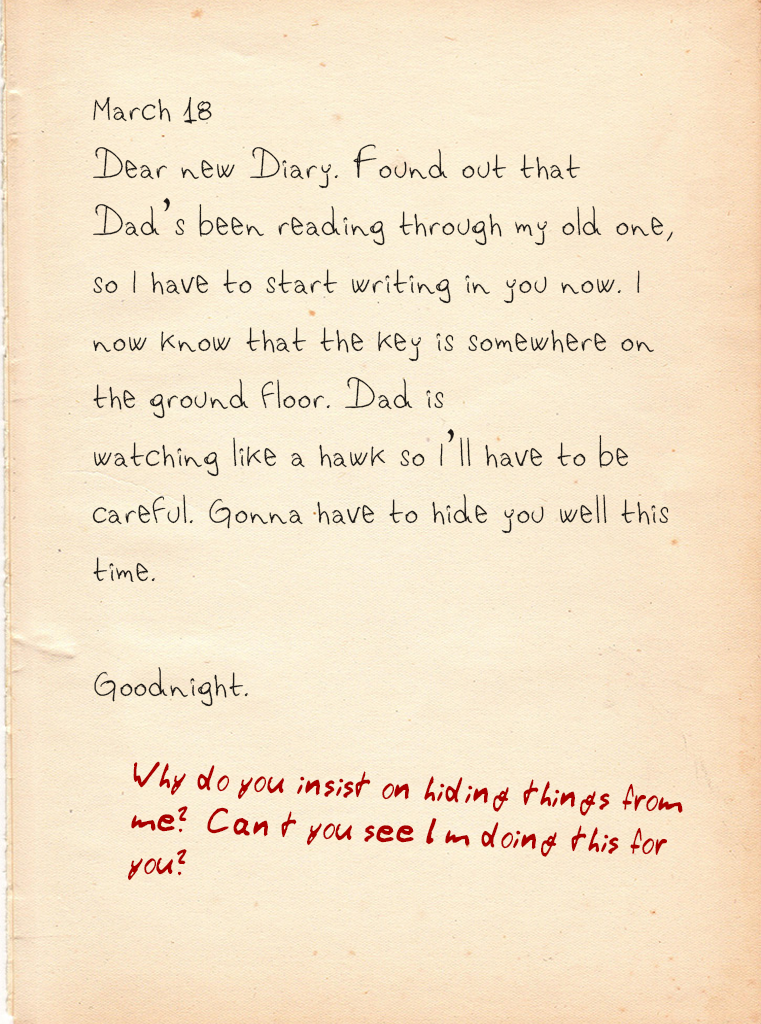 March 18
Dear new Diary. Found out that
Dad's been reading through my old one,
so I have to start writing in you now. I
now know that the key is somewhere on
the ground floor. Dad is
watching like a hawk so I'll have to be
careful. Gonna have to hide you well this
time.
Goodnight.
Why do you insist on hiding things from
me? Can t you see I m doing this for
you?